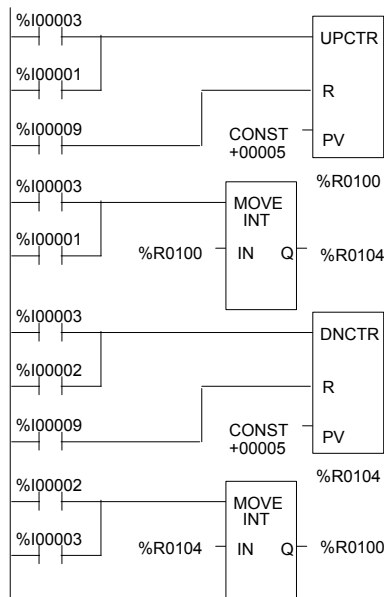 %I00003
UPCTR
%I00001
R
%I00009
CONST
+00005
PV
%R0100
%I00003
MOVE
INT
%I00001
%R0100 IN Q %R0104
%I00003
DNCTR
%I00002
R
%I00009
CONST
+00005
PV
%R0104
%I00002
MOVE
INT
%I00003
%R0104 IN Q %R0100